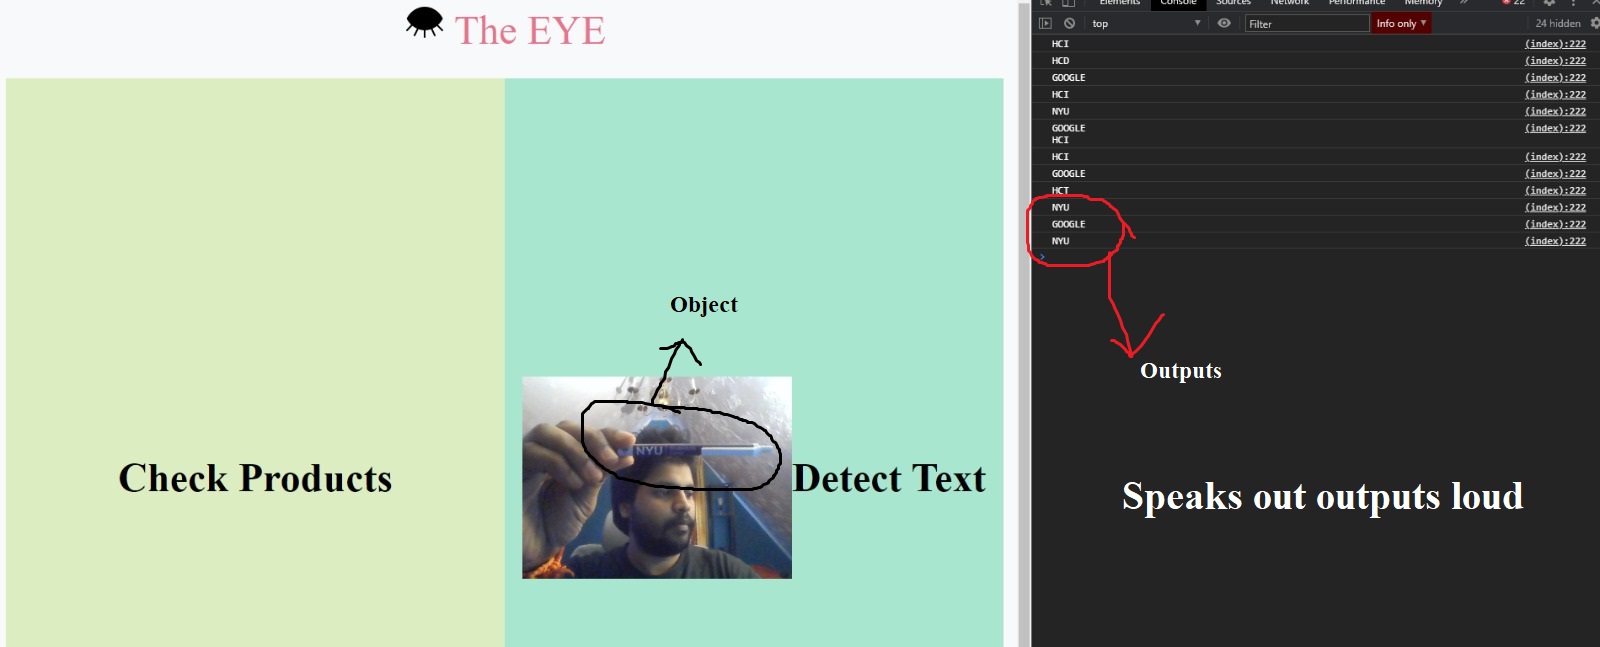 The EYE
Check Products
Object
NYU
Detect Text
Elements Console Sources Network Performance Memory » 22
top Filter Info only 24 hidden
HCI (index):222
HCD (index):222
GOOGLE (index):222
HCI (index):222
NYU (index):222
GOOGLE (index):222
HCI
HCI (index):222
GOOGLE (index):222
HCI (index):222
NYU (index):222
GOOGLE (index):222
NYU (index):222
Outputs
Speaks out outputs loud